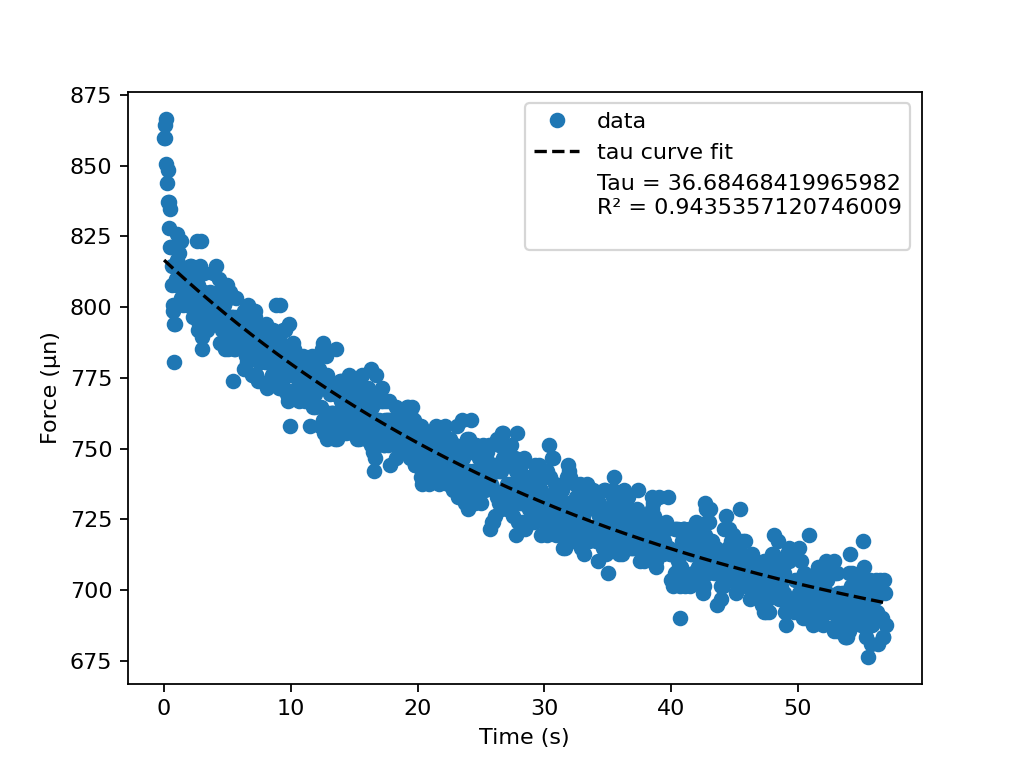 875
850
825
800
775
750
725
700
675
Force (μn)
0
10
20
30
40
50
Time (s)
data
tau curve fit
Tau = 36.68468419965982
R² = 0.9435357120746009